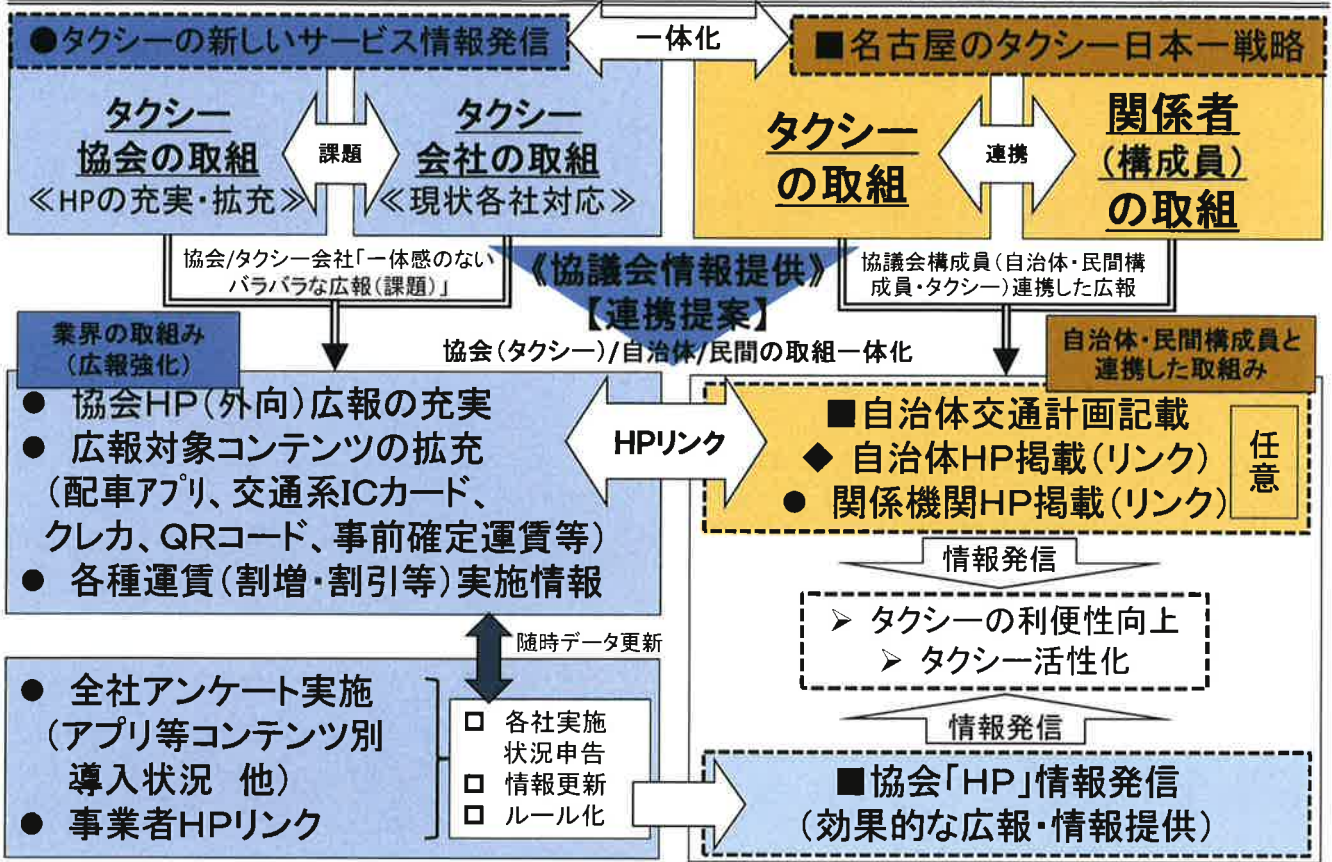 ●タクシーの新しいサービス情報発信
一体化
■名古屋のタクシー日本一戦略
タクシー
協会の取組
≪HPの充実・拡充≫
課題
タクシー
会社の取組
≪現状各社対応≫
タクシー
の取組
連携
関係者
(構成員)
の取組
協会/タクシー会社「一体感のない
バラバラな広報(課題)」
《協議会情報提供》
【連携提案】
協議会構成員(自治体・民間構
成員・タクシー)連携した広報
協会(タクシー)/自治体/民間の取組一体化
業界の取組み
(広報強化)
自治体・民間構成員と
連携した取組み
● 協会HP(外向)広報の充実
● 広報対象コンテンツの拡充
(配車アプリ、交通系ICカード、
クレカ、QRコード、事前確定運賃等)
● 各種運賃(割増・割引等)実施情報
HPリンク
■自治体交通計画記載
◆ 自治体HP掲載(リンク)
● 関係機関HP掲載(リンク)
任意
情報発信
➢ タクシーの利便性向上
➢ タクシー活性化
情報発信
随時データ更新
● 全社アンケート実施
(アプリ等コンテンツ別
導入状況 他)
● 事業者HPリンク
□ 各社実施
状況申告
□ 情報更新
□ ルール化
■協会「HP」情報発信
(効果的な広報・情報提供)